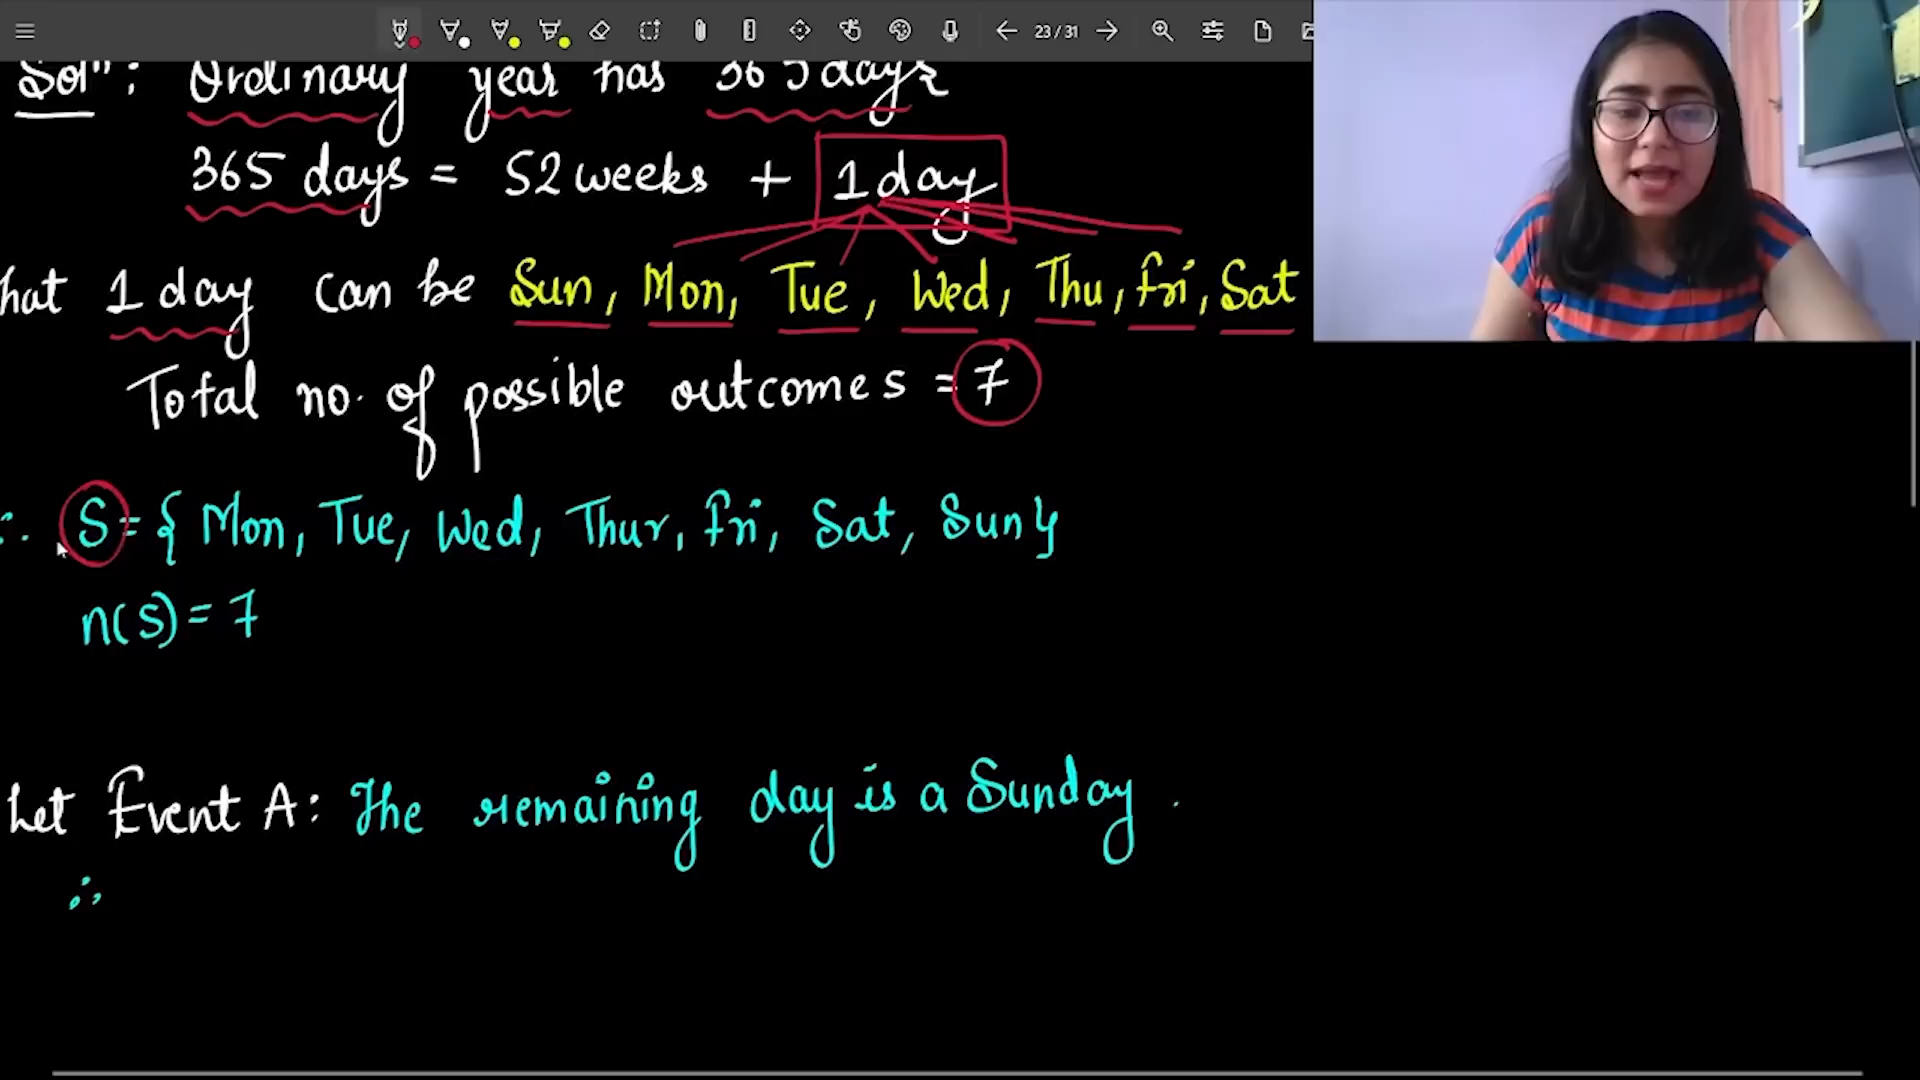 23 / 31
Solⁿ: Ordinary year has 365 days
365 days = 52 weeks + 1 day
hat 1 day can be Sun, Mon, Tue, Wed, Thu, Fri, Sat
Total no. of possible outcomes = 7
∴ S = { Mon, Tue, Wed, Thur, Fri, Sat, Sun}
n(S) = 7
Let Event A: The remaining day is a Sunday.
∴